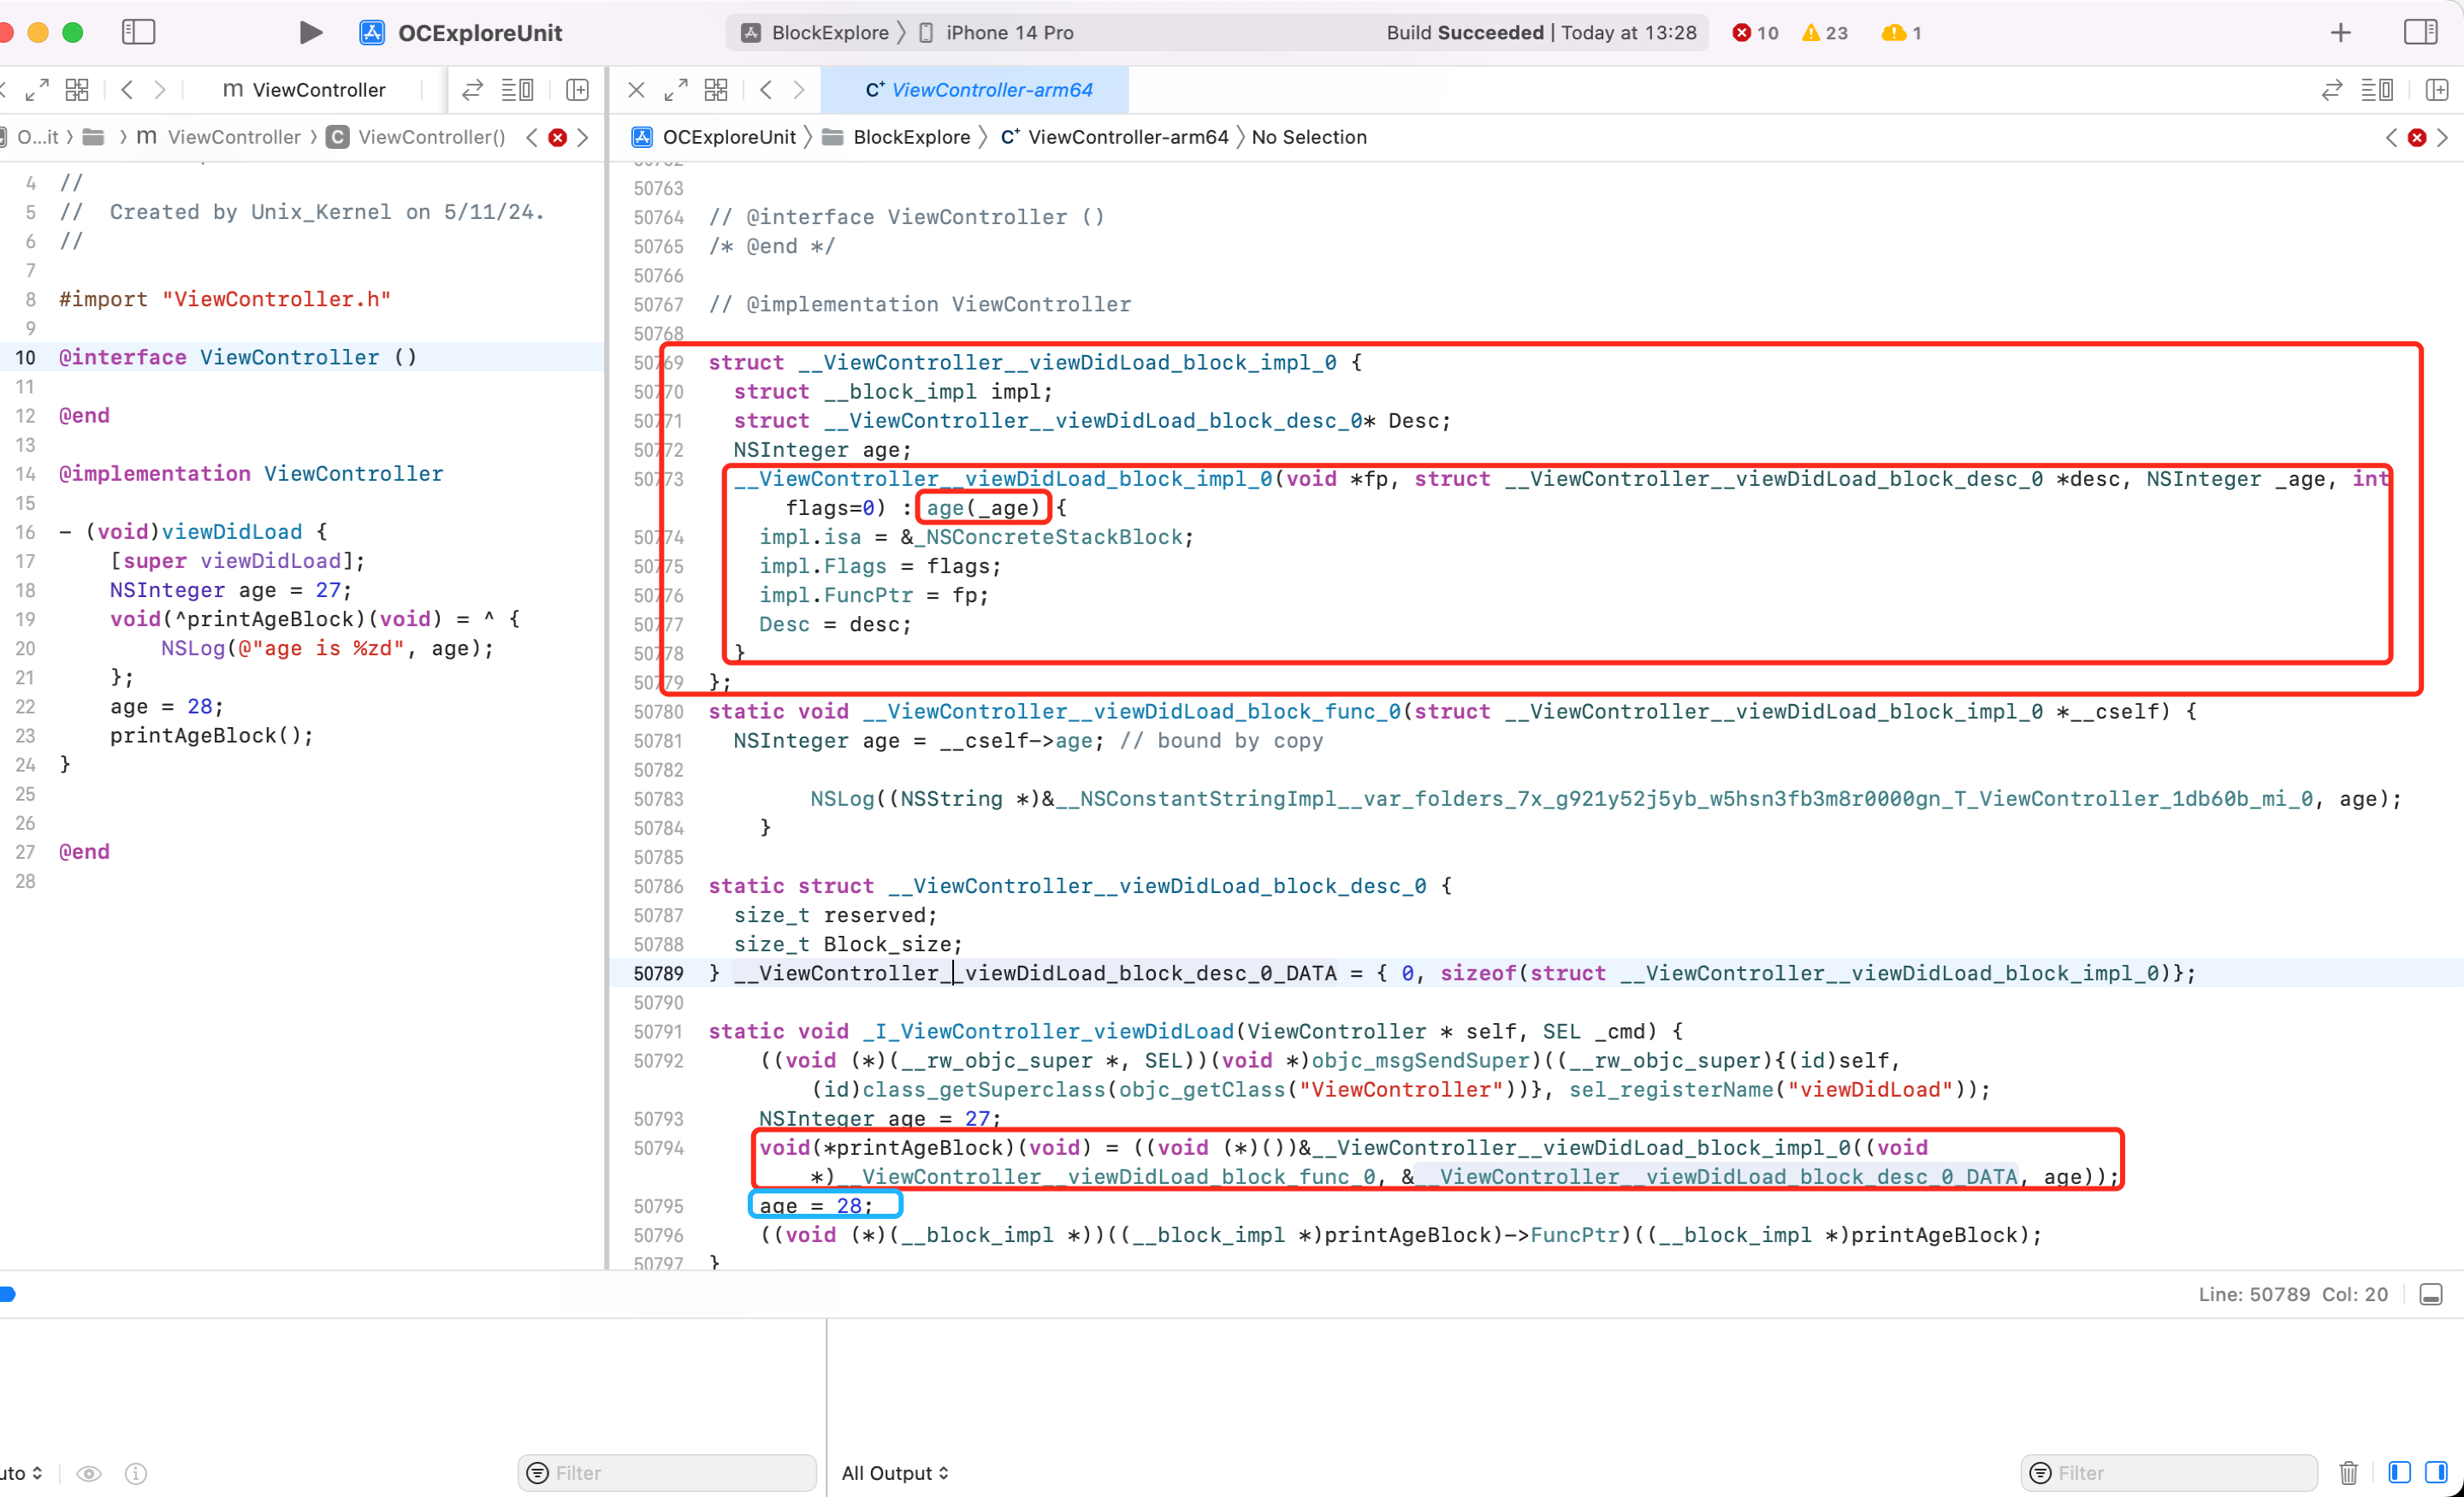 OCExploreUnit
BlockExplore 〉 iPhone 14 Pro
Build Succeeded | Today at 13:28
10
23
1
m ViewController
C+ ViewController-arm64
O...it 〉 〉 m ViewController 〉 C ViewController()
OCExploreUnit 〉 BlockExplore 〉 C+ ViewController-arm64 〉 No Selection
4 //
5 //  Created by Unix_Kernel on 5/11/24.
6 //
7
8 #import "ViewController.h"
9
10 @interface ViewController ()
11
12 @end
13
14 @implementation ViewController
15
16 - (void)viewDidLoad {
17     [super viewDidLoad];
18     NSInteger age = 27;
19     void(^printAgeBlock)(void) = ^ {
20         NSLog(@"age is %zd", age);
21     };
22     age = 28;
23     printAgeBlock();
24 }
25
26
27 @end
28
50763
50764 // @interface ViewController ()
50765 /* @end */
50766
50767 // @implementation ViewController
50768
50769 struct __ViewController__viewDidLoad_block_impl_0 {
50770   struct __block_impl impl;
50771   struct __ViewController__viewDidLoad_block_desc_0* Desc;
50772   NSInteger age;
50773   __ViewController__viewDidLoad_block_impl_0(void *fp, struct __ViewController__viewDidLoad_block_desc_0 *desc, NSInteger _age, int
flags=0) : age(_age) {
50774     impl.isa = &_NSConcreteStackBlock;
50775     impl.Flags = flags;
50776     impl.FuncPtr = fp;
50777     Desc = desc;
50778   }
50779 };
50780 static void __ViewController__viewDidLoad_block_func_0(struct __ViewController__viewDidLoad_block_impl_0 *__cself) {
50781   NSInteger age = __cself->age; // bound by copy
50782
50783         NSLog((NSString *)&__NSConstantStringImpl__var_folders_7x_g921y52j5yb_w5hsn3fb3m8r0000gn_T_ViewController_1db60b_mi_0, age);
50784     }
50785
50786 static struct __ViewController__viewDidLoad_block_desc_0 {
50787   size_t reserved;
50788   size_t Block_size;
50789 } __ViewController__viewDidLoad_block_desc_0_DATA = { 0, sizeof(struct __ViewController__viewDidLoad_block_impl_0)};
50790
50791 static void _I_ViewController_viewDidLoad(ViewController * self, SEL _cmd) {
50792     ((void (*)(__rw_objc_super *, SEL))(void *)objc_msgSendSuper)((__rw_objc_super){(id)self,
(id)class_getSuperclass(objc_getClass("ViewController"))}, sel_registerName("viewDidLoad"));
50793     NSInteger age = 27;
50794     void(*printAgeBlock)(void) = ((void (*)())&__ViewController__viewDidLoad_block_impl_0((void
*)__ViewController__viewDidLoad_block_func_0, &__ViewController__viewDidLoad_block_desc_0_DATA, age));
50795     age = 28;
50796     ((void (*)(__block_impl *))((__block_impl *)printAgeBlock)->FuncPtr)((__block_impl *)printAgeBlock);
50797 }
Line: 50789  Col: 20
Filter
All Output
Filter